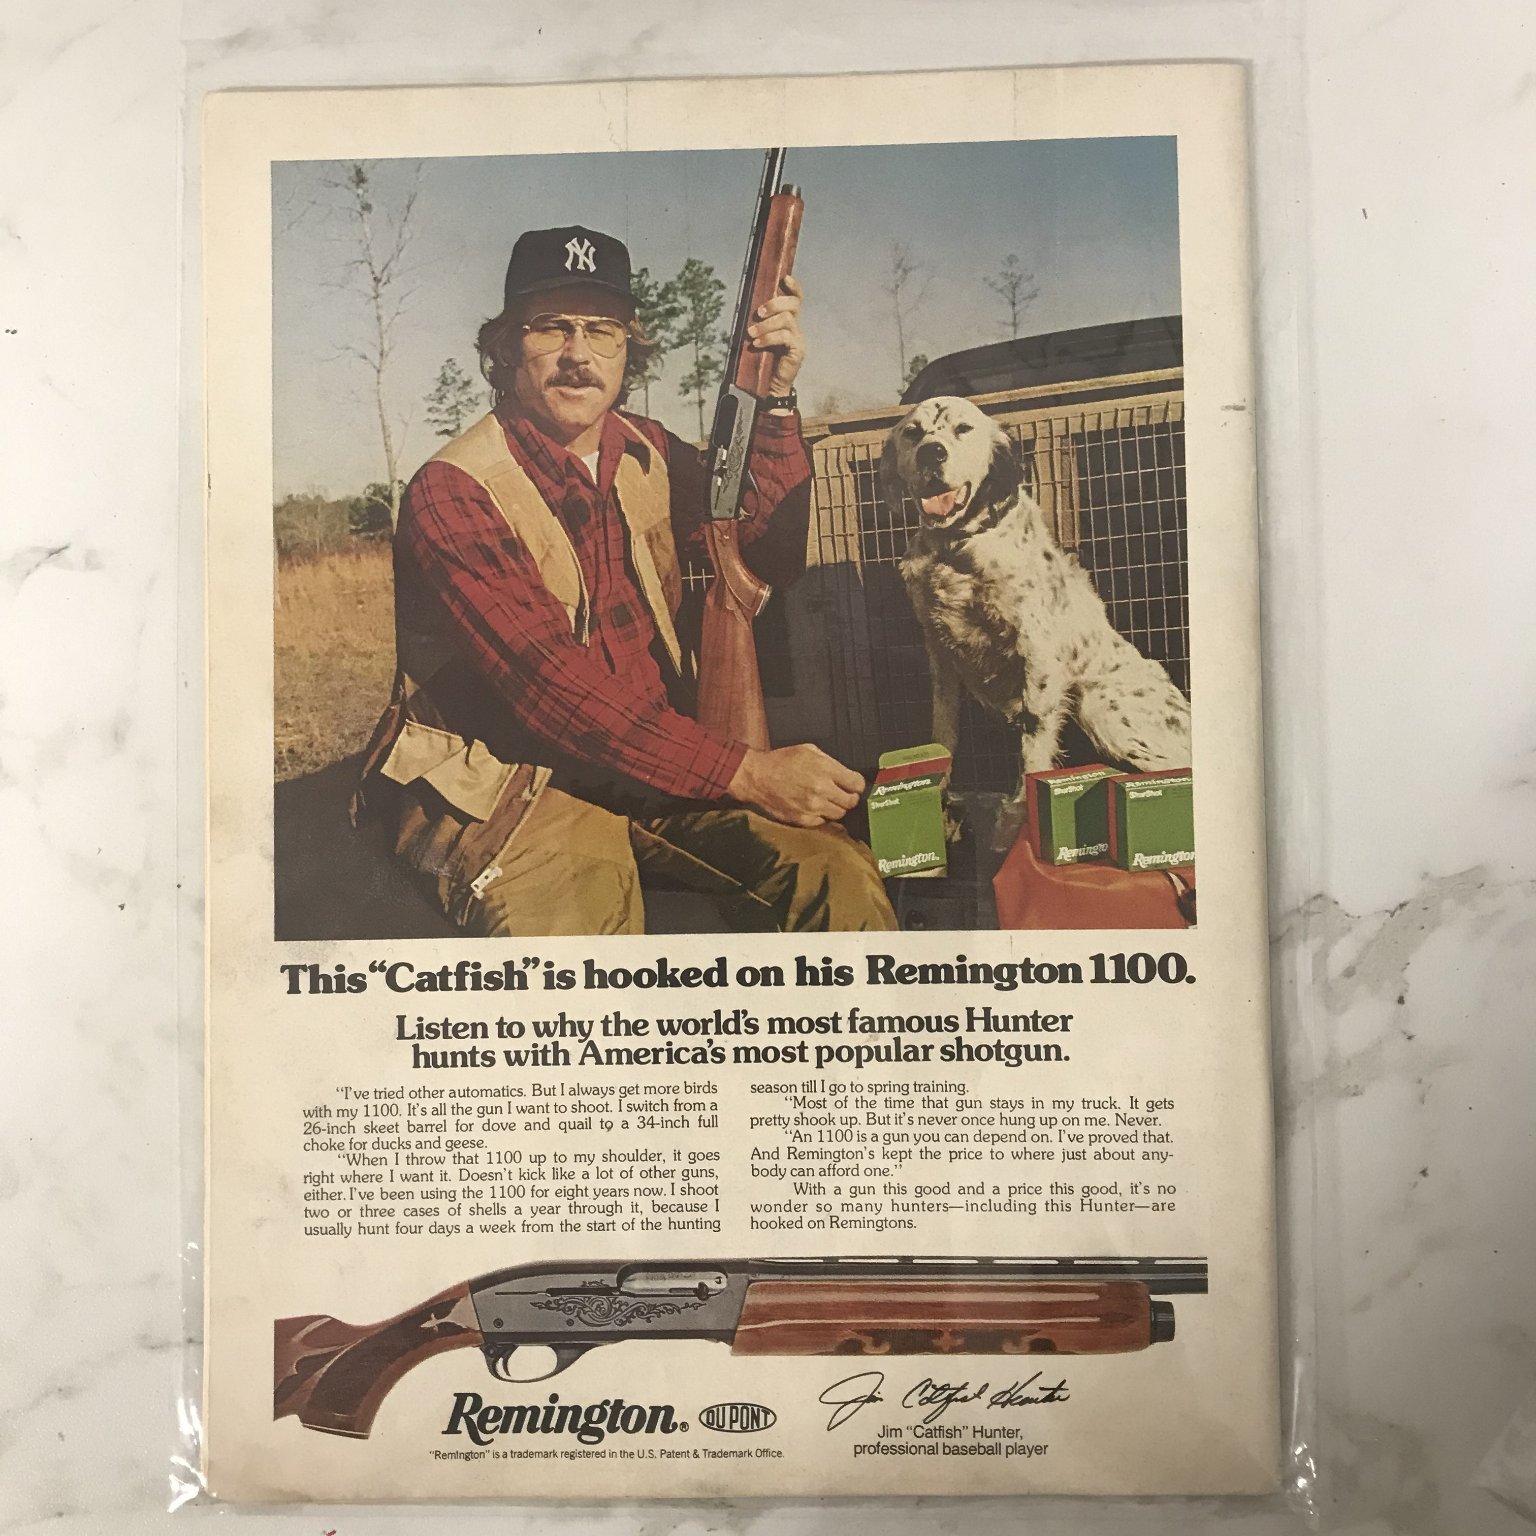 NY
Remington
ShurShot
Remington.
Remington
ShurShot
Remingto
Remington
ShurShot
Remington
This “Catfish” is hooked on his Remington 1100.
Listen to why the world's most famous Hunter
hunts with America's most popular shotgun.
“I've tried other automatics. But I always get more birds
with my 1100. It's all the gun I want to shoot. I switch from a
26-inch skeet barrel for dove and quail to a 34-inch full
choke for ducks and geese.
“When I throw that 1100 up to my shoulder, it goes
right where I want it. Doesn't kick like a lot of other guns,
either. I've been using the 1100 for eight years now. I shoot
two or three cases of shells a year through it, because I
usually hunt four days a week from the start of the hunting
season till I go to spring training.
“Most of the time that gun stays in my truck. It gets
pretty shook up. But it's never once hung up on me. Never.
“An 1100 is a gun you can depend on. I've proved that.
And Remington's kept the price to where just about any-
body can afford one.”
With a gun this good and a price this good, it's no
wonder so many hunters—including this Hunter—are
hooked on Remingtons.
Remington®
DU PONT
“Remington” is a trademark registered in the U.S. Patent & Trademark Office.
Jim Catfish Hunter
Jim “Catfish” Hunter,
professional baseball player